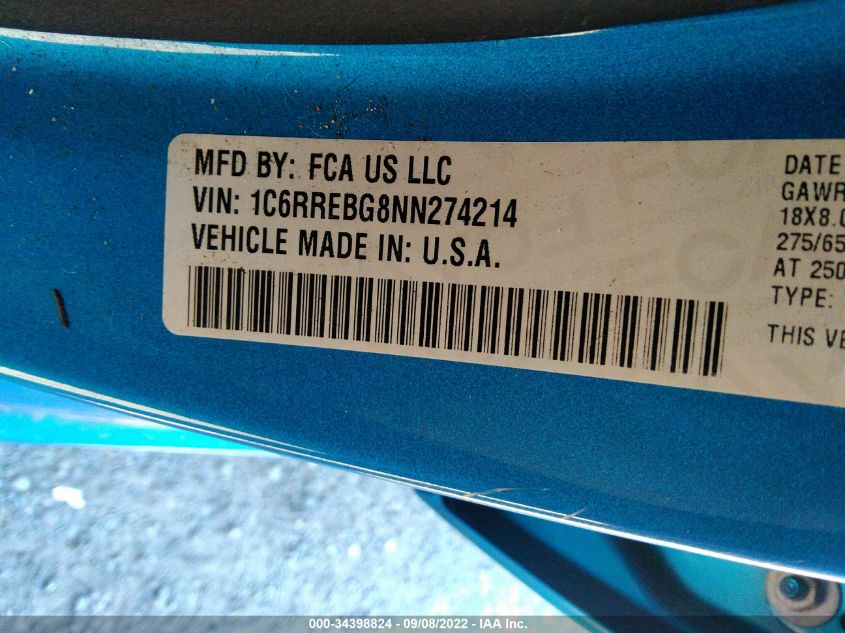 MFD BY: FCA US LLC
VIN: 1C6RREBG8NN274214
VEHICLE MADE IN: U.S.A.
DATE
GAWR
18X8.0
275/65
AT 250
TYPE:
THIS VE
000-34398824 - 09/08/2022 - IAA Inc.